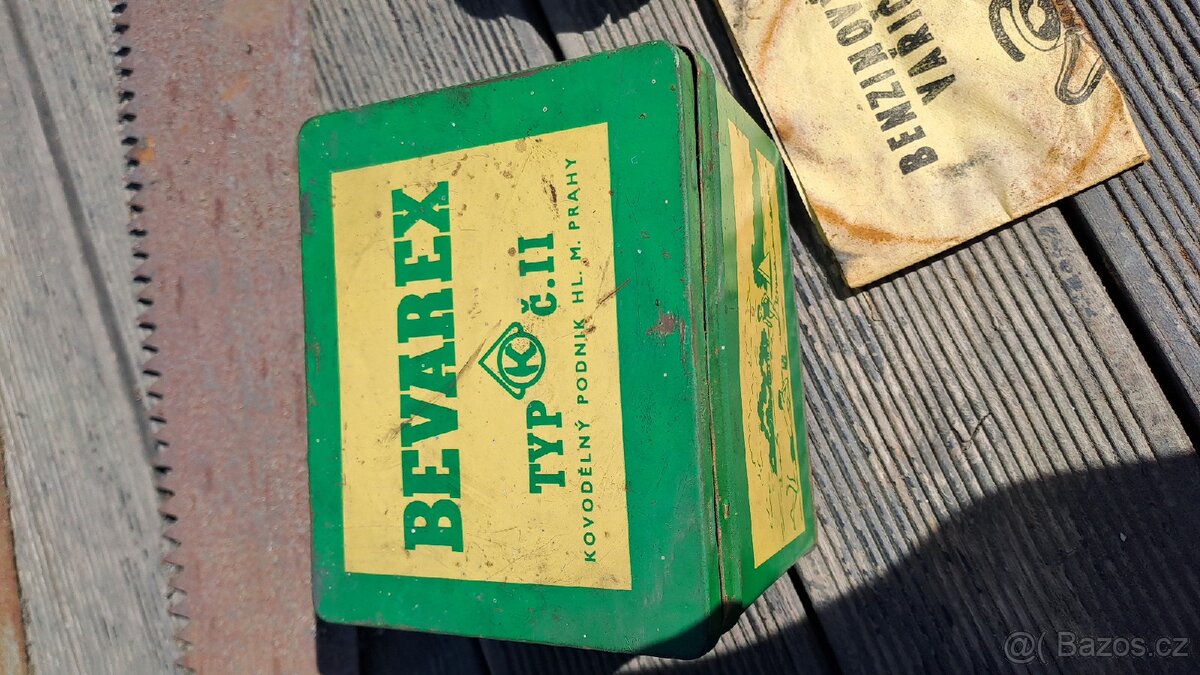 BEVAREX
TYP K č.II
KOVODĚLNÝ PODNIK HL. M. PRAHY
BENZINOVÝ
VAŘIČ
@( Bazos.cz